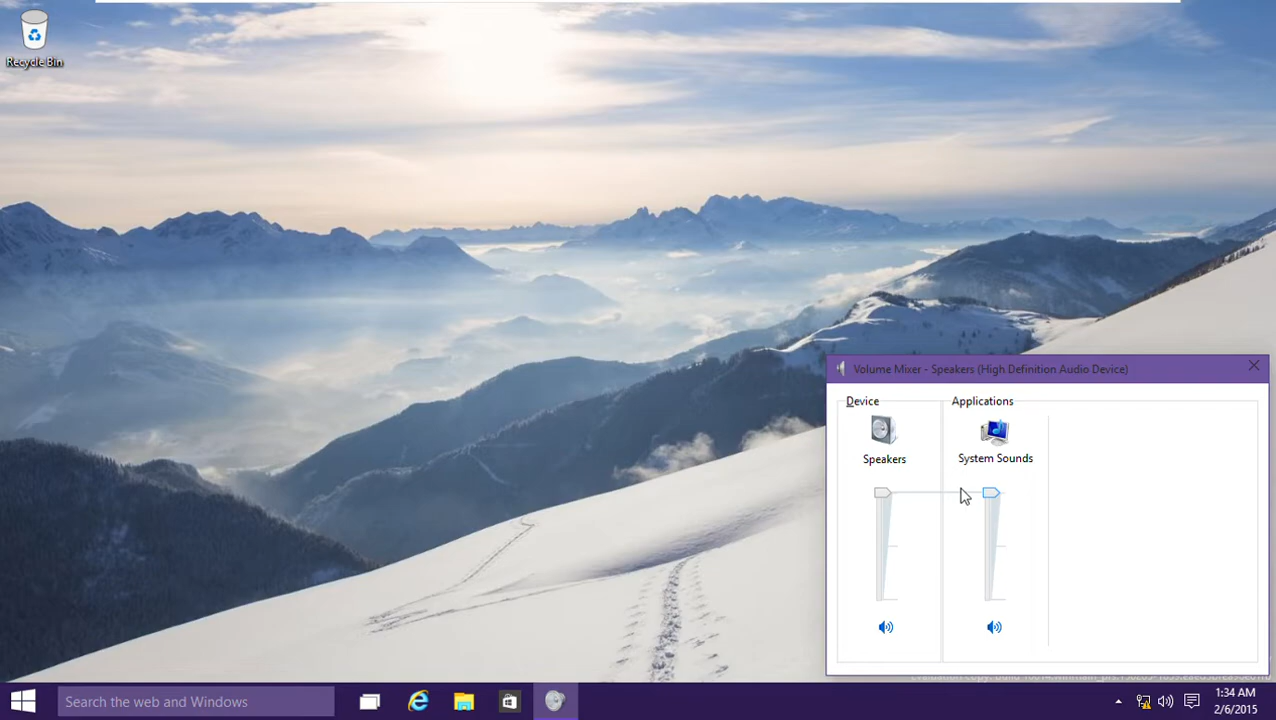 Recycle Bin
Volume Mixer - Speakers (High Definition Audio Device)
Device
Applications
Speakers
System Sounds
Search the web and Windows
1:34 AM
2/6/2015